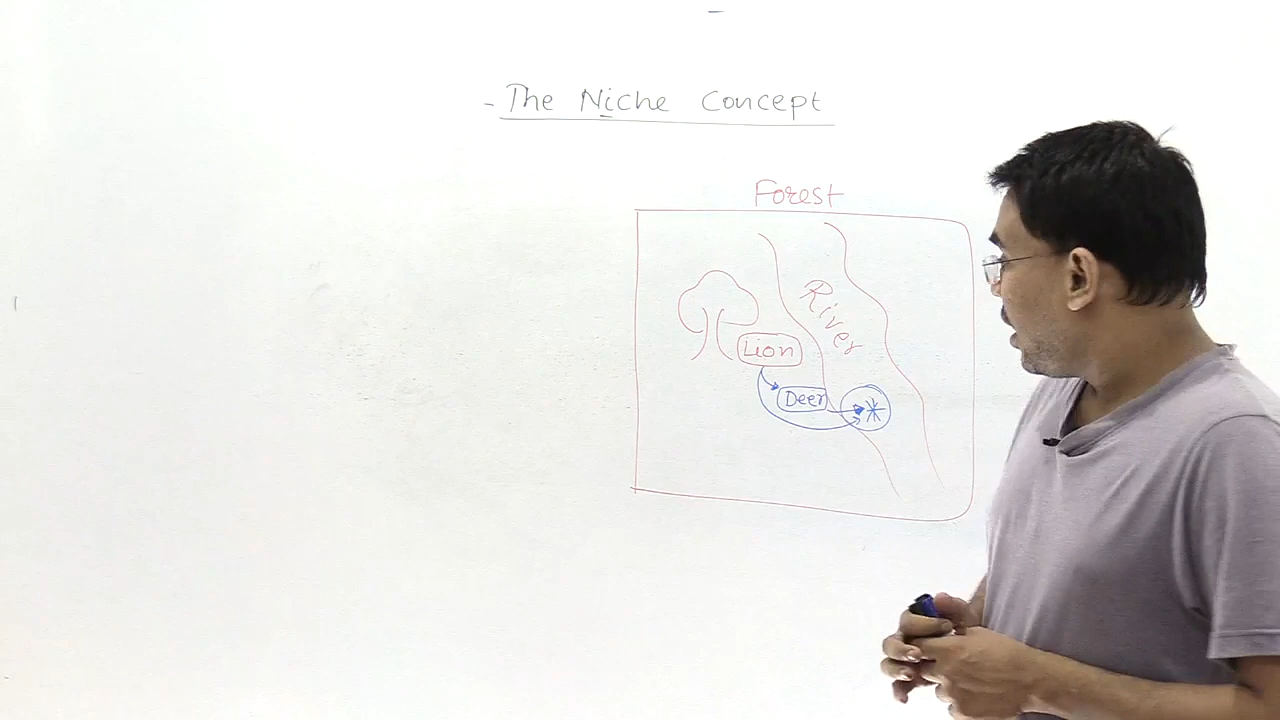 - The Niche Concept
Forest
River
Lion
Deer